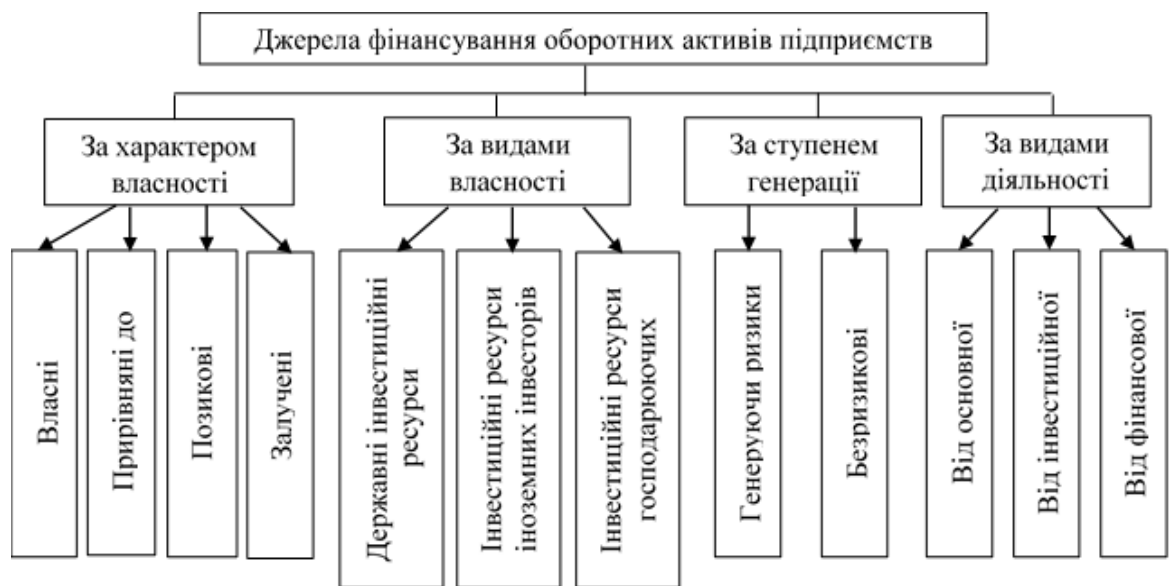 Джерела фінансування оборотних активів підприємств
За характером
власності
За видами
власності
За ступенем
генерації
За видами
діяльності
Власні
Прирівняні до
Позикові
Залучені
Державні інвестиційні
ресурси
Інвестиційні ресурси
іноземних інвесторів
Інвестиційні ресурси
господарюючих
Генеруючи ризики
Безризикові
Від основної
Від інвестиційної
Від фінансової